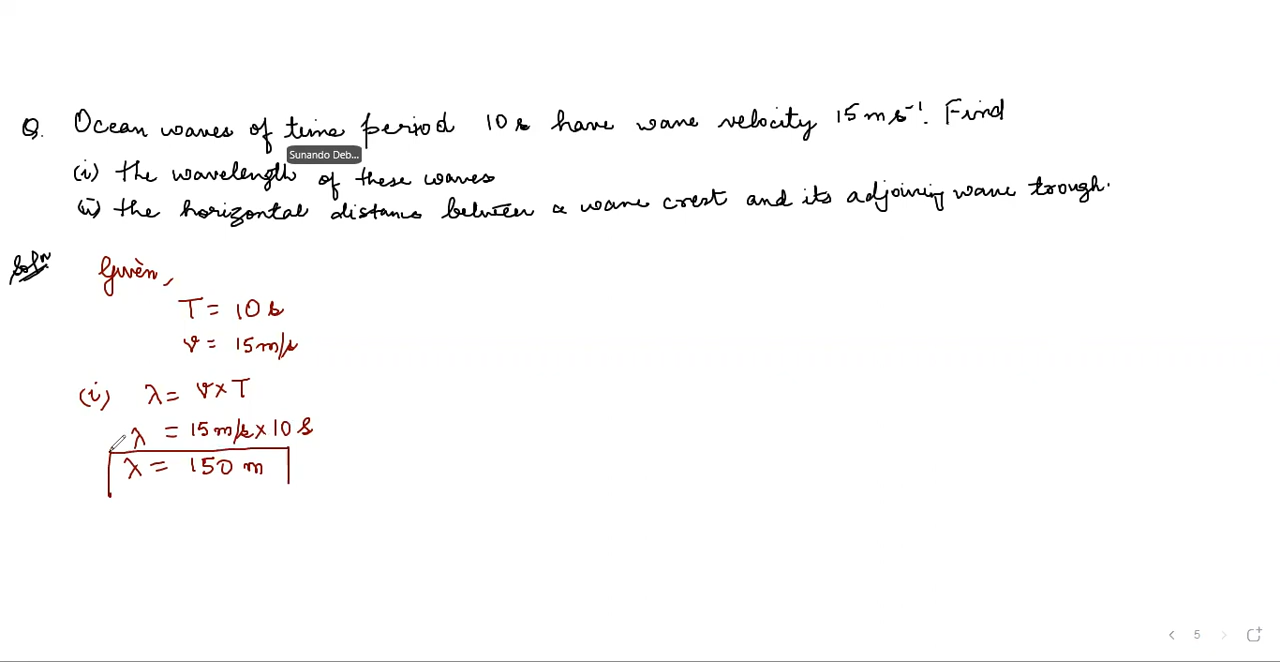 Q. Ocean waves of time period 10 s have wave velocity 15 m s⁻¹. Find
Sunando Deb...
(i) the wavelength of these waves
(ii) the horizontal distance between a wave crest and its adjoining wave trough.
Solⁿ Given,
T = 10 s
v = 15 m/s
(i) λ = v × T
λ = 15 m/s × 10 s
λ = 150 m
< 5 >